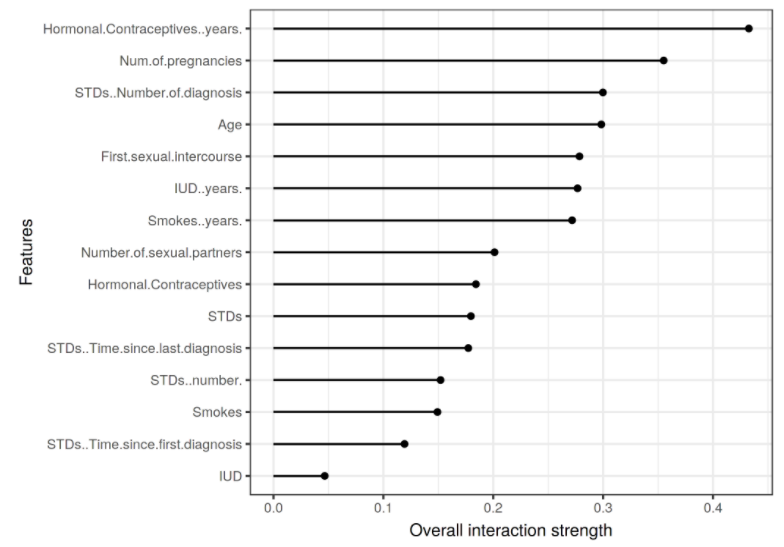 Hormonal.Contraceptives..years.
Num.of.pregnancies
STDs..Number.of.diagnosis
Age
First.sexual.intercourse
IUD..years.
Smokes..years.
Number.of.sexual.partners
Hormonal.Contraceptives
STDs
STDs..Time.since.last.diagnosis
STDs..number.
Smokes
STDs..Time.since.first.diagnosis
IUD
Features
0.0 0.1 0.2 0.3 0.4
Overall interaction strength